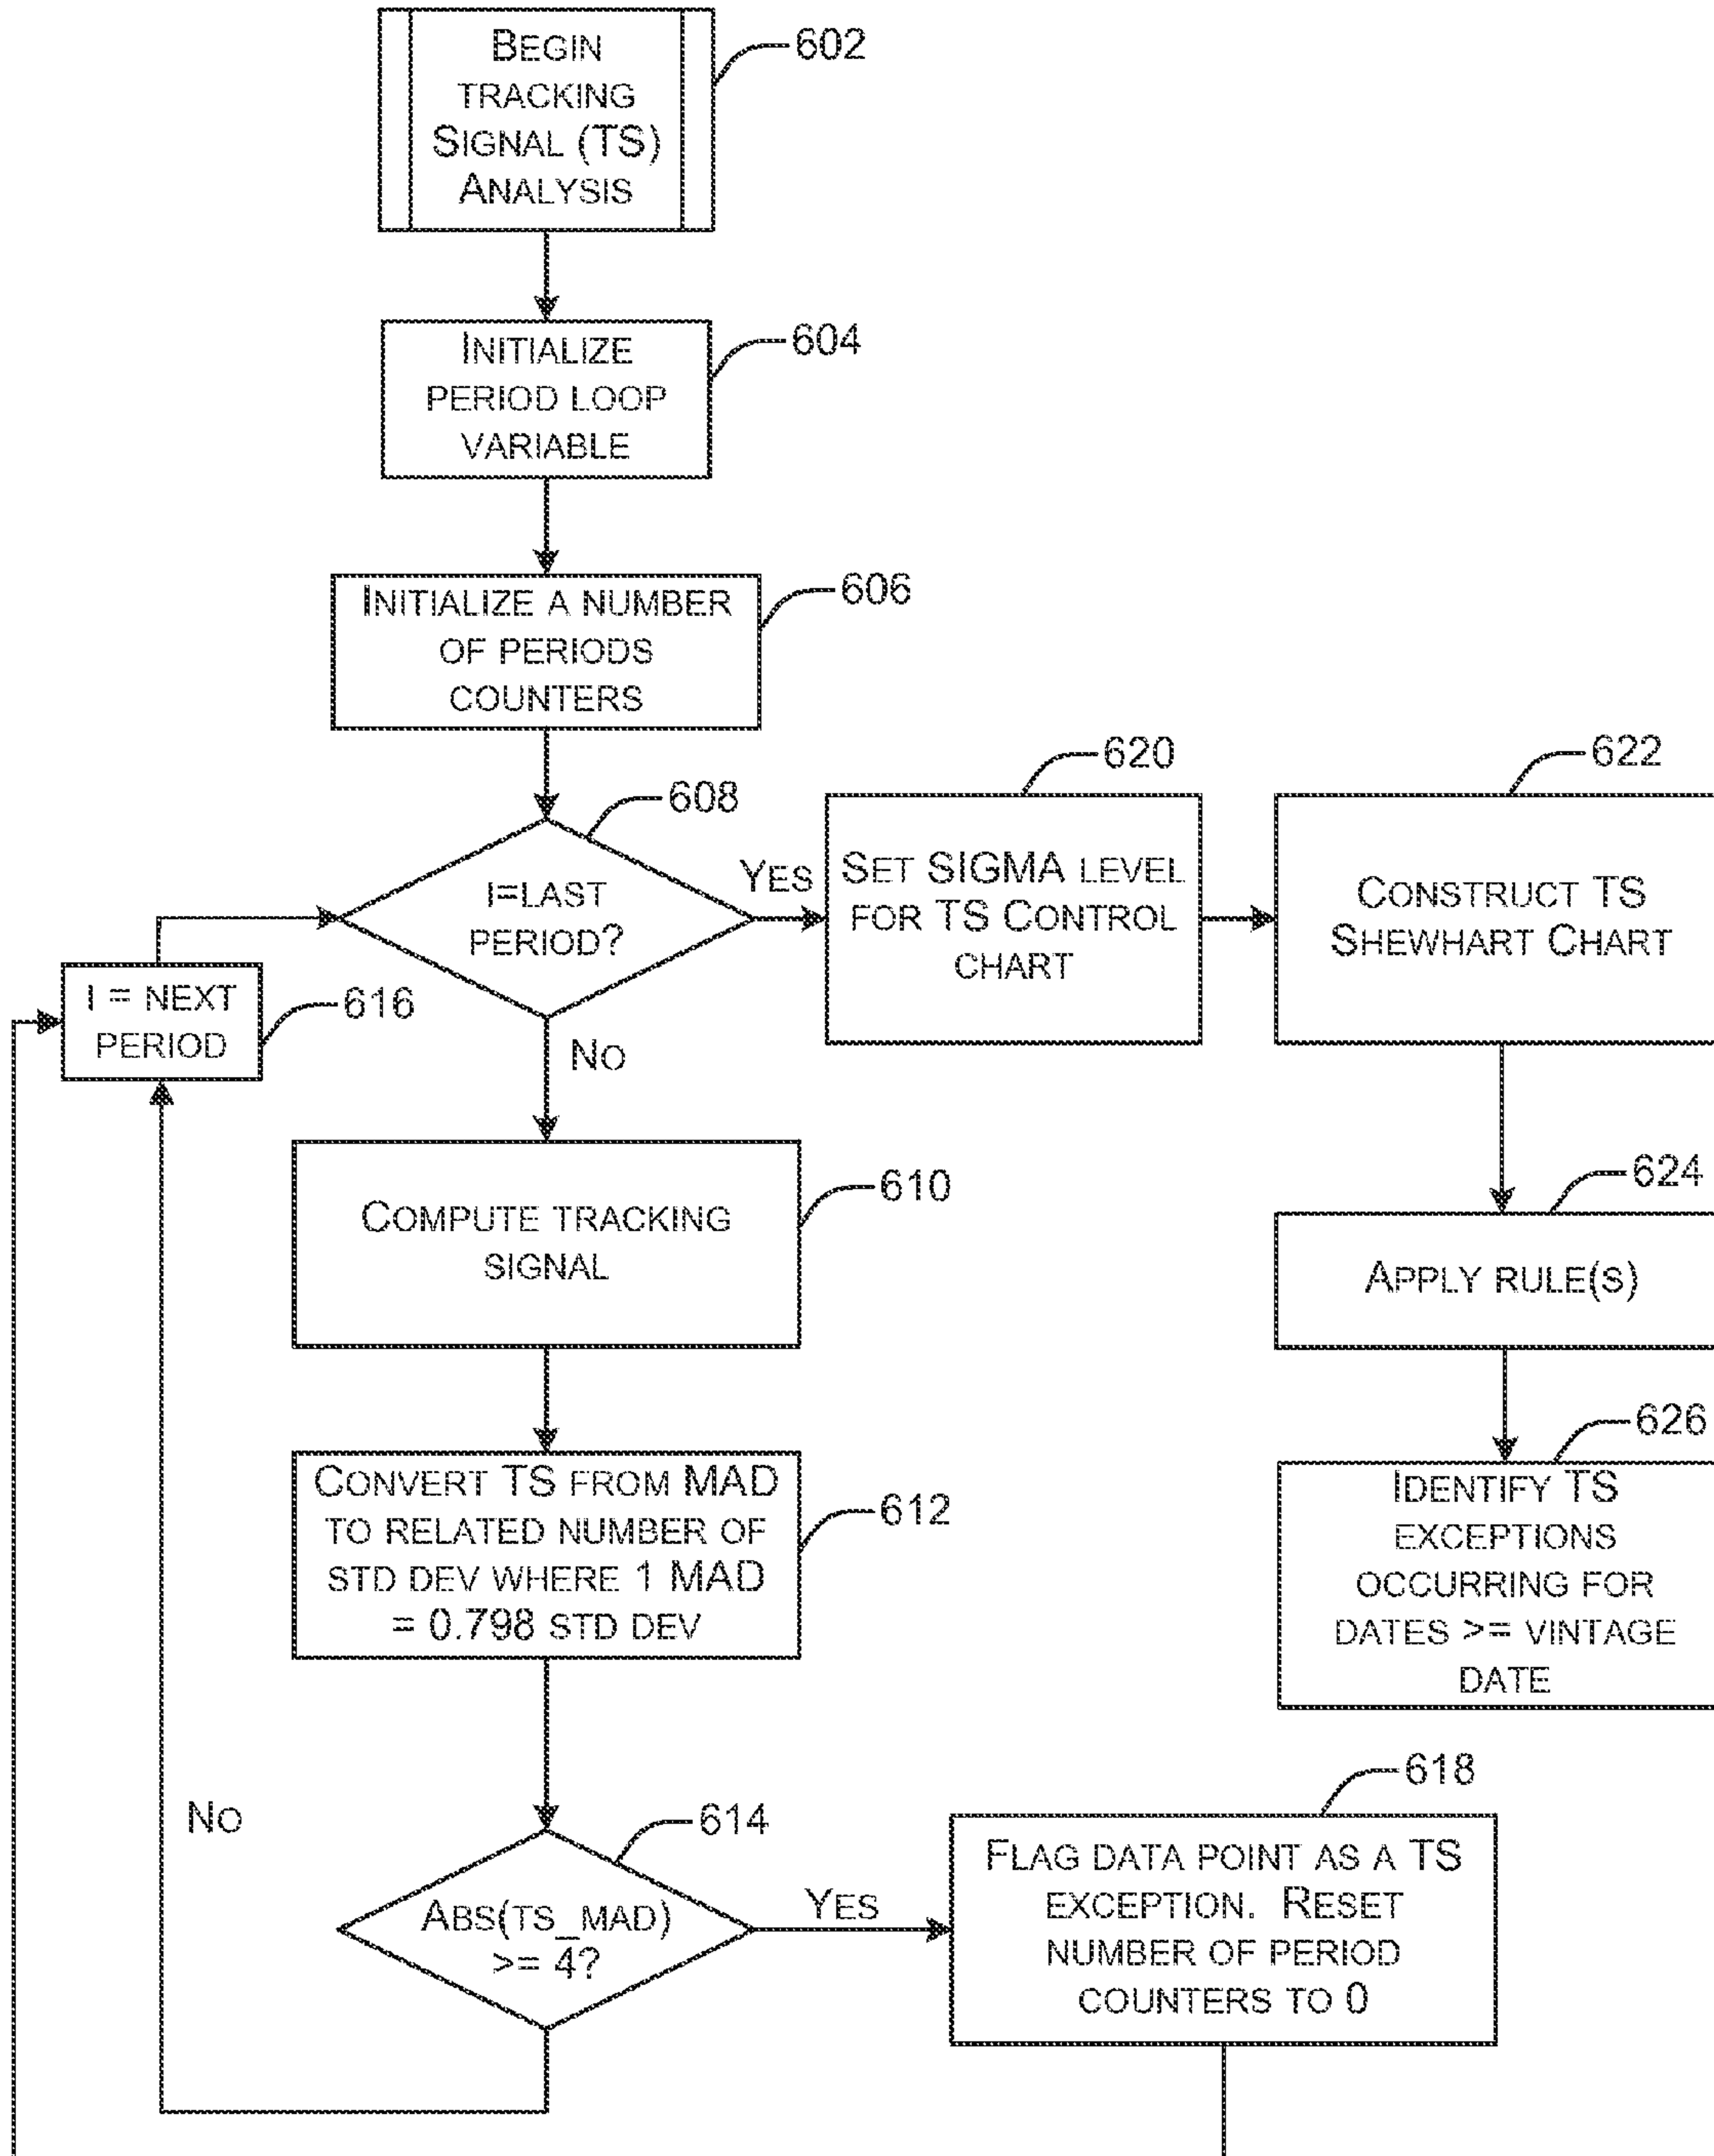 BEGIN
TRACKING
SIGNAL (TS)
ANALYSIS
602
INITIALIZE
PERIOD LOOP
VARIABLE
604
INITIALIZE A NUMBER
OF PERIODS
COUNTERS
606
I=LAST
PERIOD?
608
YES
NO
SET SIGMA LEVEL
FOR TS CONTROL
CHART
620
CONSTRUCT TS
SHEWHART CHART
622
I = NEXT
PERIOD
616
COMPUTE TRACKING
SIGNAL
610
APPLY RULE(S)
624
CONVERT TS FROM MAD
TO RELATED NUMBER OF
STD DEV WHERE 1 MAD
= 0.798 STD DEV
612
IDENTIFY TS
EXCEPTIONS
OCCURRING FOR
DATES >= VINTAGE
DATE
626
ABS(TS_MAD)
>= 4?
614
NO
YES
FLAG DATA POINT AS A TS
EXCEPTION. RESET
NUMBER OF PERIOD
COUNTERS TO 0
618